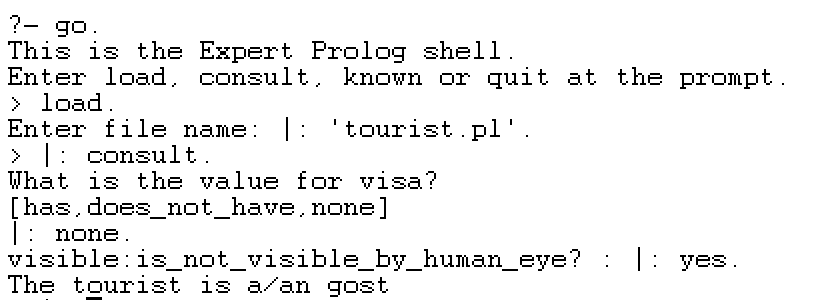 ?- go.
This is the Expert Prolog shell.
Enter load, consult, known or quit at the prompt.
> load.
Enter file name: |: 'tourist.pl'.
> |: consult.
What is the value for visa?
[has,does_not_have,none]
|: none.
visible:is_not_visible_by_human_eye? : |: yes.
The tourist is a/an gost